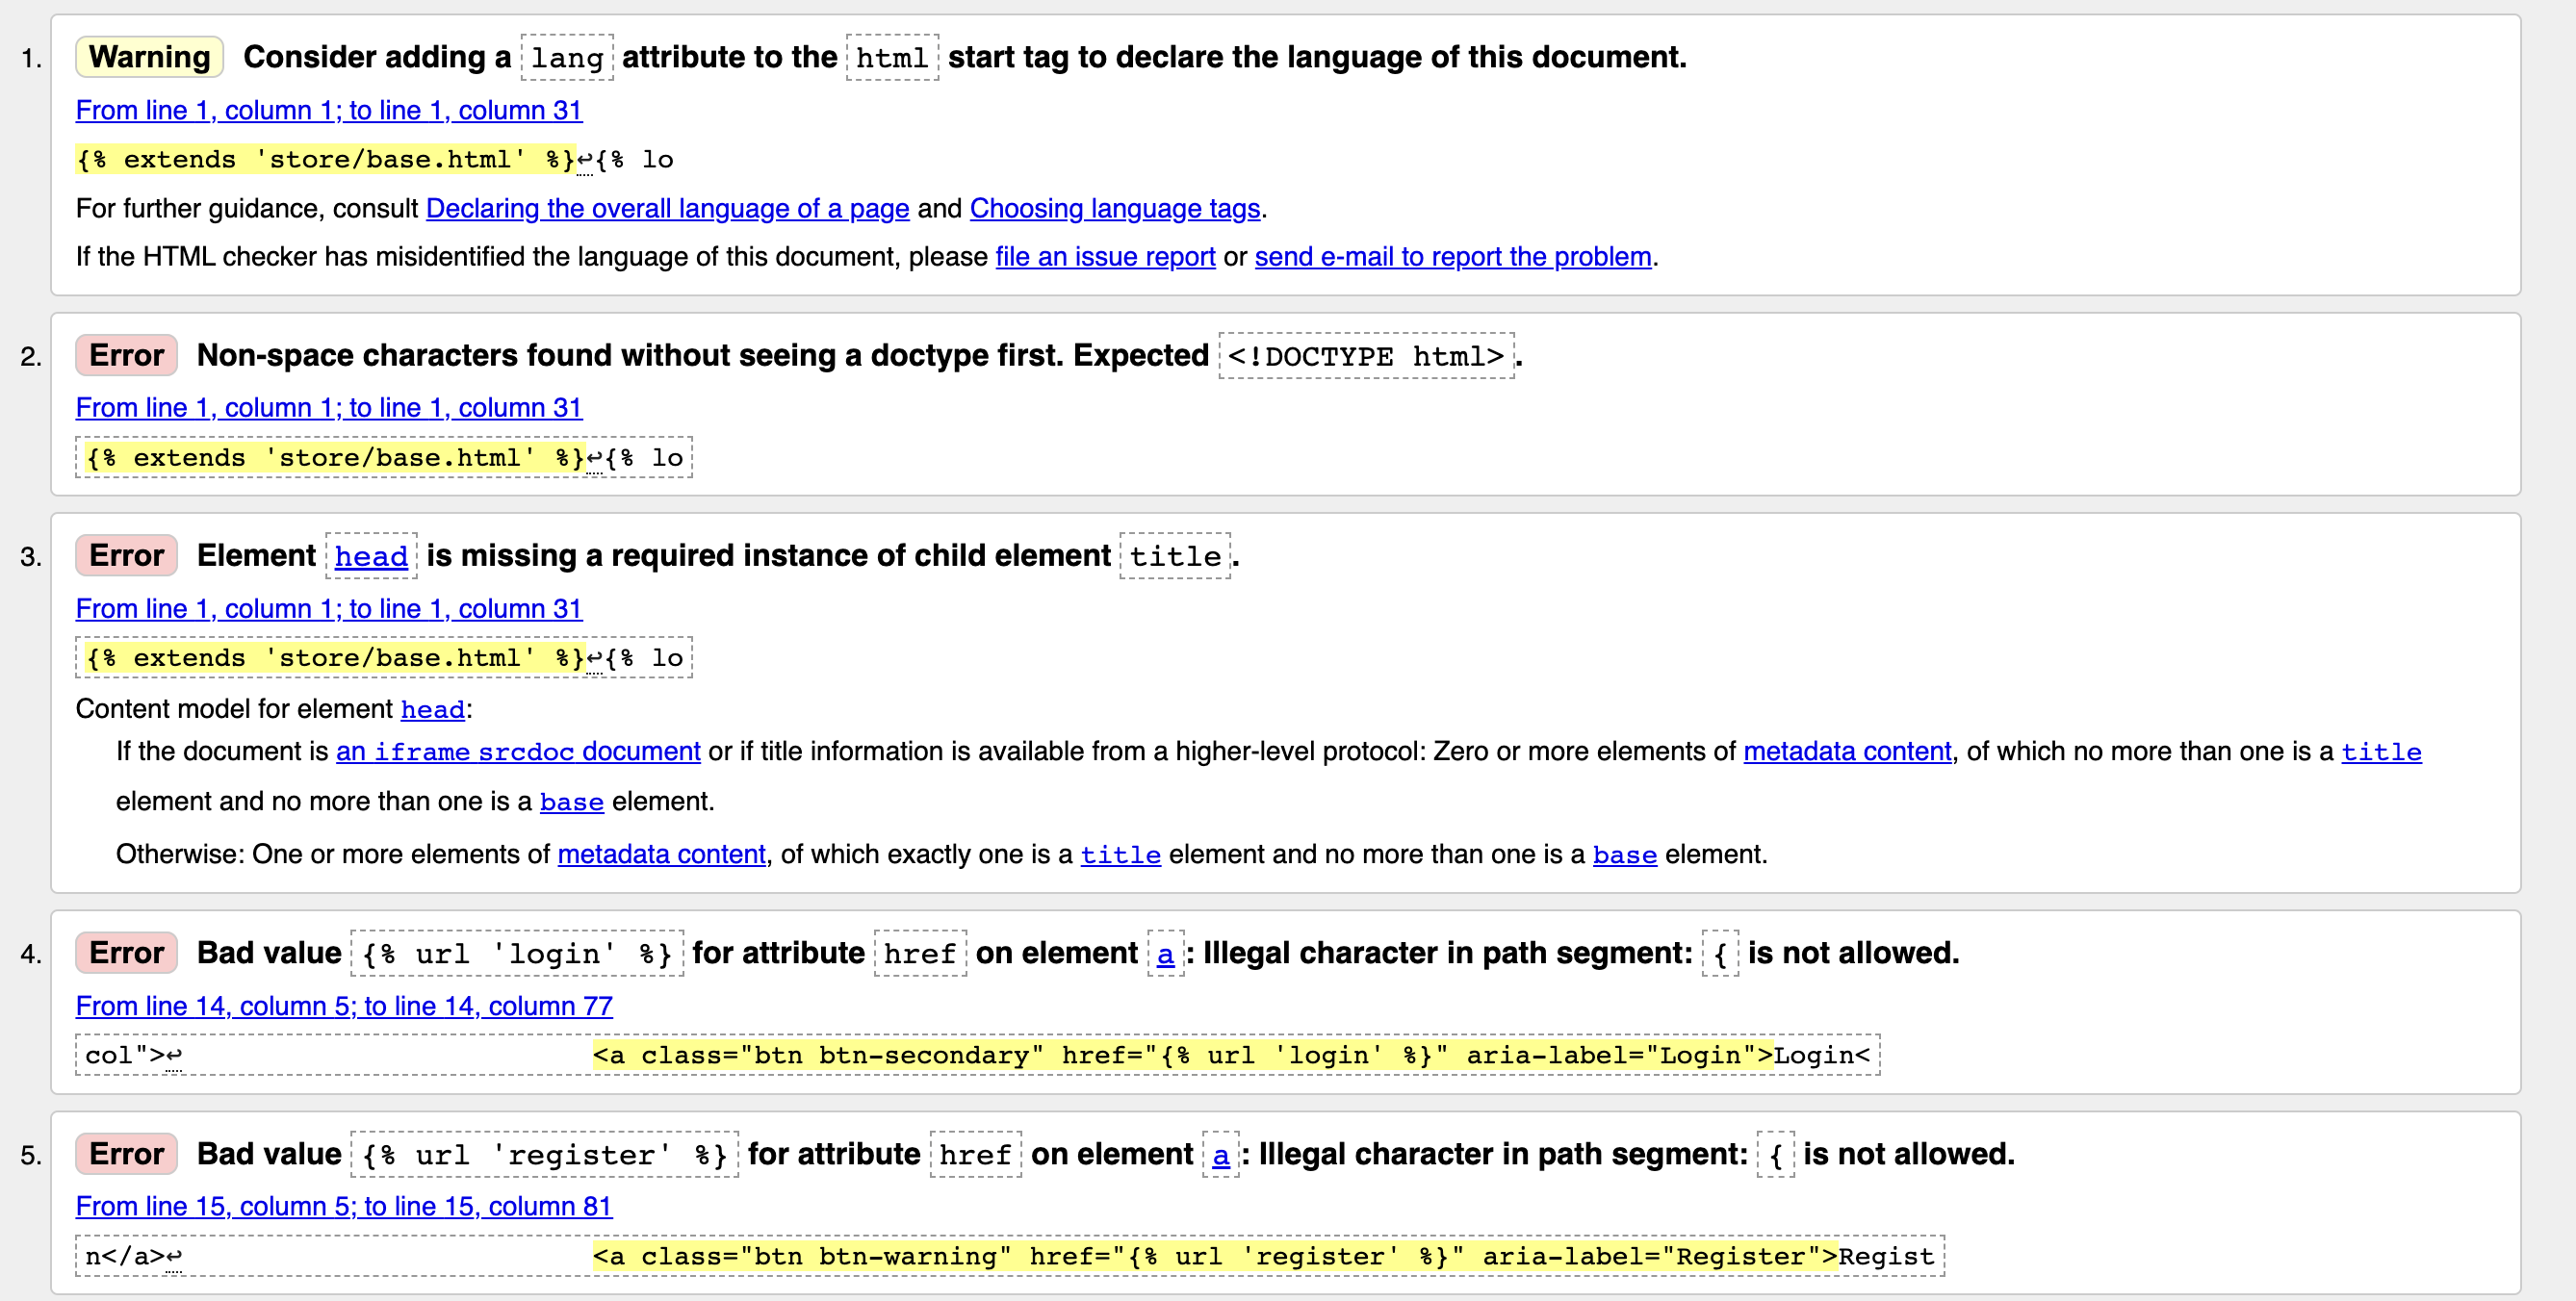 1. Warning Consider adding a lang attribute to the html start tag to declare the language of this document.
From line 1, column 1; to line 1, column 31
{% extends 'store/base.html' %}↩{% lo
For further guidance, consult Declaring the overall language of a page and Choosing language tags.
If the HTML checker has misidentified the language of this document, please file an issue report or send e-mail to report the problem.
2. Error Non-space characters found without seeing a doctype first. Expected <!DOCTYPE html>.
From line 1, column 1; to line 1, column 31
{% extends 'store/base.html' %}↩{% lo
3. Error Element head is missing a required instance of child element title.
From line 1, column 1; to line 1, column 31
{% extends 'store/base.html' %}↩{% lo
Content model for element head:
If the document is an iframe srcdoc document or if title information is available from a higher-level protocol: Zero or more elements of metadata content, of which no more than one is a title
element and no more than one is a base element.
Otherwise: One or more elements of metadata content, of which exactly one is a title element and no more than one is a base element.
4. Error Bad value {% url 'login' %} for attribute href on element a: Illegal character in path segment: { is not allowed.
From line 14, column 5; to line 14, column 77
col">↩ <a class="btn btn-secondary" href="{% url 'login' %}" aria-label="Login">Login<
5. Error Bad value {% url 'register' %} for attribute href on element a: Illegal character in path segment: { is not allowed.
From line 15, column 5; to line 15, column 81
n</a>↩ <a class="btn btn-warning" href="{% url 'register' %}" aria-label="Register">Regist